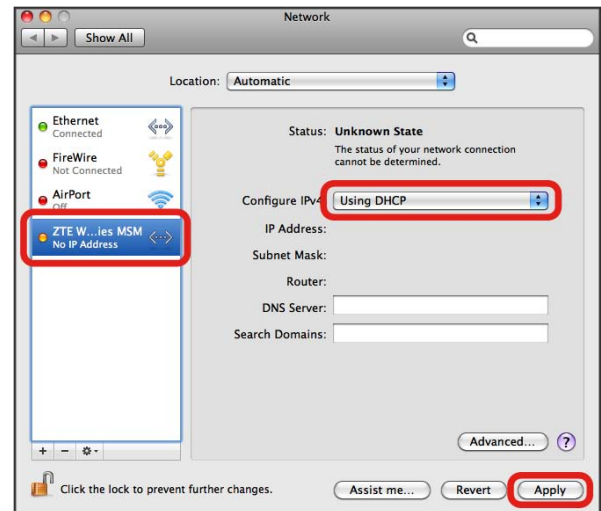 Network
Show All
Location: Automatic
Ethernet
Connected
FireWire
Not Connected
AirPort
Off
ZTE W...ies MSM
No IP Address
Status: Unknown State
The status of your network connection
cannot be determined.
Configure IPv4 Using DHCP
IP Address:
Subnet Mask:
Router:
DNS Server:
Search Domains:
Advanced... ?
+ −
Click the lock to prevent further changes.
Assist me... Revert Apply